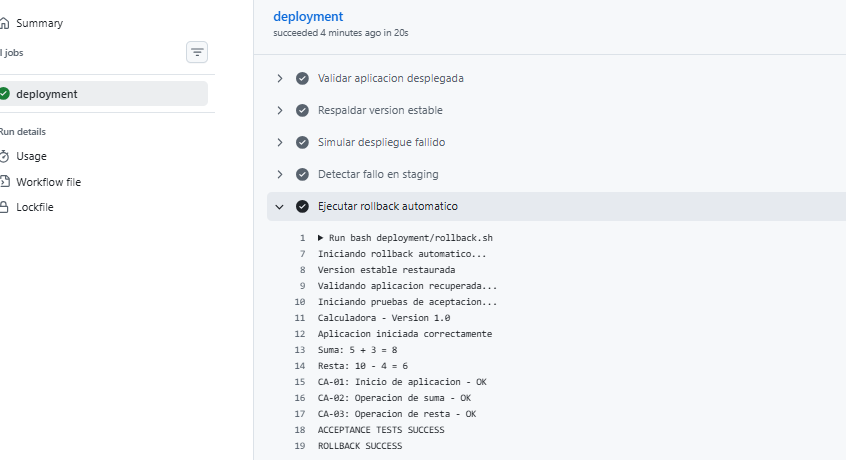 Summary
jobs
deployment
Run details
Usage
Workflow file
Lockfile
deployment
succeeded 4 minutes ago in 20s
Validar aplicacion desplegada
Respaldar version estable
Simular despliegue fallido
Detectar fallo en staging
Ejecutar rollback automatico
1 Run bash deployment/rollback.sh
7 Iniciando rollback automatico...
8 Version estable restaurada
9 Validando aplicacion recuperada...
10 Iniciando pruebas de aceptacion...
11 Calculadora - Version 1.0
12 Aplicacion iniciada correctamente
13 Suma: 5 + 3 = 8
14 Resta: 10 - 4 = 6
15 CA-01: Inicio de aplicacion - OK
16 CA-02: Operacion de suma - OK
17 CA-03: Operacion de resta - OK
18 ACCEPTANCE TESTS SUCCESS
19 ROLLBACK SUCCESS